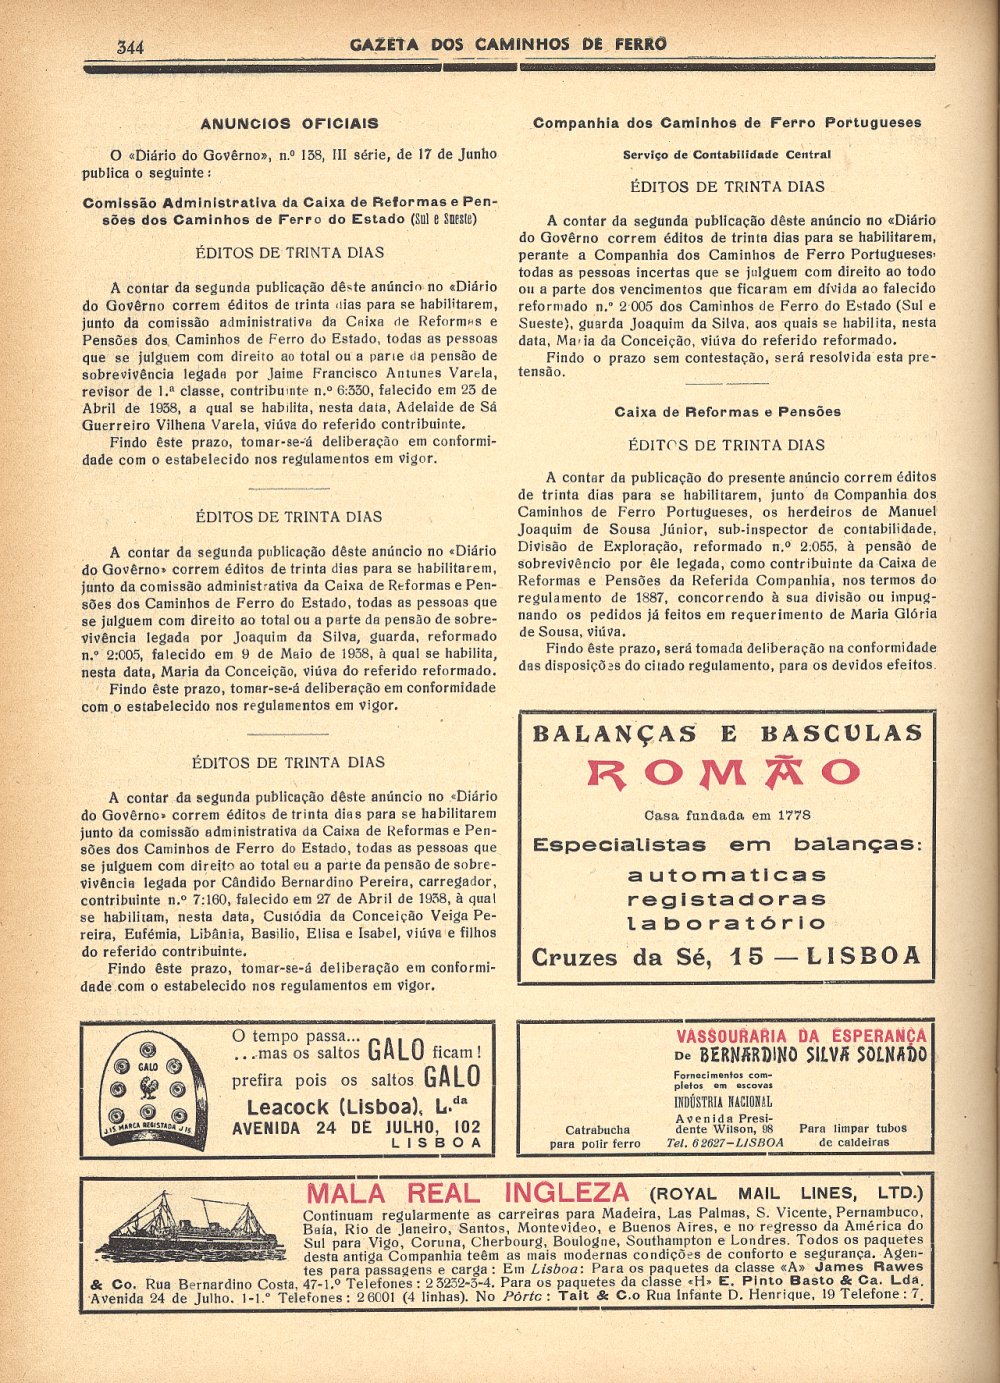 344
GAZETA DOS CAMINHOS DE FERRO
ANUNCIOS OFICIAIS
O «Diário do Govêrno», n.º 138, III série, de 17 de Junho
publica o seguinte:
Comissão Administrativa da Caixa de Reformas e Pen-
sões dos Caminhos de Ferro do Estado (Sul e Sueste)
ÉDITOS DE TRINTA DIAS
A contar da segunda publicação dêste anúncio no «Diário
do Govêrno correm éditos de trinta dias para se habilitarem,
junto da comissão administrativa da Caixa de Reformas e
Pensões dos Caminhos de Ferro do Estado, todas as pessoas
que se julguem com direito ao total ou a parte da pensão de
sobrevivência legada por Jaime Francisco Antunes Varela,
revisor de 1.ª classe, contribuinte n.º 6:330, falecido em 23 de
Abril de 1938, a qual se habilita, nesta data, Adelaide de Sá
Guerreiro Vilhena Varela, viúva do referido contribuinte.
Findo êste prazo, tomar-se-á deliberação em conformi-
dade com o estabelecido nos regulamentos em vigor.
ÉDITOS DE TRINTA DIAS
A contar da segunda publicação dêste anúncio no «Diário
do Govêrno» correm éditos de trinta dias para se habilitarem,
junto da comissão administrativa da Caixa de Reformas e Pen-
sões dos Caminhos de Ferro do Estado, todas as pessoas que
se julguem com direito ao total ou a parte da pensão de sobre-
vivência legada por Joaquim da Silva, guarda, reformado
n.º 2:005, falecido em 9 de Maio de 1938, à qual se habilita,
nesta data, Maria da Conceição, viúva do referido reformado.
Findo êste prazo, tomar-se-á deliberação em conformidade
com o estabelecido nos regulamentos em vigor.
ÉDITOS DE TRINTA DIAS
A contar da segunda publicação dêste anúncio no «Diário
do Govêrno» correm éditos de trinta dias para se habilitarem
junto da comissão administrativa da Caixa de Reformas e Pen-
sões dos Caminhos de Ferro do Estado, todas as pessoas que
se julguem com direito ao total eu a parte da pensão de sobre-
vivência legada por Cândido Bernardino Pereira, carregador,
contribuinte n.º 7:160, falecido em 27 de Abril de 1938, à qual
se habilitam, nesta data, Custódia da Conceição Veiga Pe-
reira, Eufémia, Libânia, Basilio, Elisa e Isabel, viúva e filhos
do referido contribuinte.
Findo êste prazo, tomar-se-á deliberação em conformi-
dade com o estabelecido nos regulamentos em vigor.
Companhia dos Caminhos de Ferro Portugueses
Serviço de Contabilidade Central
ÉDITOS DE TRINTA DIAS
A contar da segunda publicação dêste anúncio no «Diário
do Govêrno correm éditos de trinta dias para se habilitarem,
perante a Companhia dos Caminhos de Ferro Portugueses,
todas as pessoas incertas que se julguem com direito ao todo
ou a parte dos vencimentos que ficaram em dívida ao falecido
reformado n.º 2 005 dos Caminhos de Ferro do Estado (Sul e
Sueste), guarda Joaquim da Silva, aos quais se habilita, nesta
data, Maria da Conceição, viúva do referido reformado.
Findo o prazo sem contestação, será resolvida esta pre-
tensão.
Caixa de Reformas e Pensões
ÉDITOS DE TRINTA DIAS
A contar da publicação do presente anúncio correm éditos
de trinta dias para se habilitarem, junto da Companhia dos
Caminhos de Ferro Portugueses, os herdeiros de Manuel
Joaquim de Sousa Júnior, sub-inspector de contabilidade,
Divisão de Exploração, reformado n.º 2:055, à pensão de
sobrevivêncio por êle legada, como contribuinte da Caixa de
Reformas e Pensões da Referida Companhia, nos termos do
regulamento de 1887, concorrendo à sua divisão ou impug-
nando os pedidos já feitos em requerimento de Maria Glória
de Sousa, viúva.
Findo êste prazo, será tomada deliberação na conformidade
das disposições do citado regulamento, para os devidos efeitos.
BALANÇAS E BASCULAS
ROMÃO
Casa fundada em 1778
Especialistas em balanças:
automaticas
registadoras
laboratório
Cruzes da Sé, 15 — LISBOA
GALO
J.I.S. MARCA REGISTADA J.I.S.
O tempo passa...
...mas os saltos GALO ficam!
prefira pois os saltos GALO
Leacock (Lisboa), L.da
AVENIDA 24 DE JULHO, 102
LISBOA
VASSOURARIA DA ESPERANÇA
De BERNARDINO SILVA SOLNADO
Fornecimentos com-
pletos em escovas
INDÚSTRIA NACIONAL
Avenida Presi-
dente Wilson, 98
Tel. 62627—LISBOA
Catrabucha
para polir ferro
Para limpar tubos
de caldeiras
MALA REAL INGLEZA (ROYAL MAIL LINES, LTD.)
Continuam regularmente as carreiras para Madeira, Las Palmas, S. Vicente, Pernambuco,
Baía, Rio de Janeiro, Santos, Montevideo, e Buenos Aires, e no regresso da América do
Sul para Vigo, Coruna, Cherbourg, Boulogne, Southampton e Londres. Todos os paquetes
desta antiga Companhia teêm as mais modernas condições de conforto e segurança. Agen-
tes para passagens e carga: Em Lisboa: Para os paquetes da classe «A» James Rawes
& Co. Rua Bernardino Costa, 47-1.º Telefones: 23232-3-4. Para os paquetes da classe «H» E. Pinto Basto & Ca. Lda.
Avenida 24 de Julho. 1-1.º Telefones: 26001 (4 linhas). No Pôrto: Tait & C.o Rua Infante D. Henrique, 19 Telefone: 7.